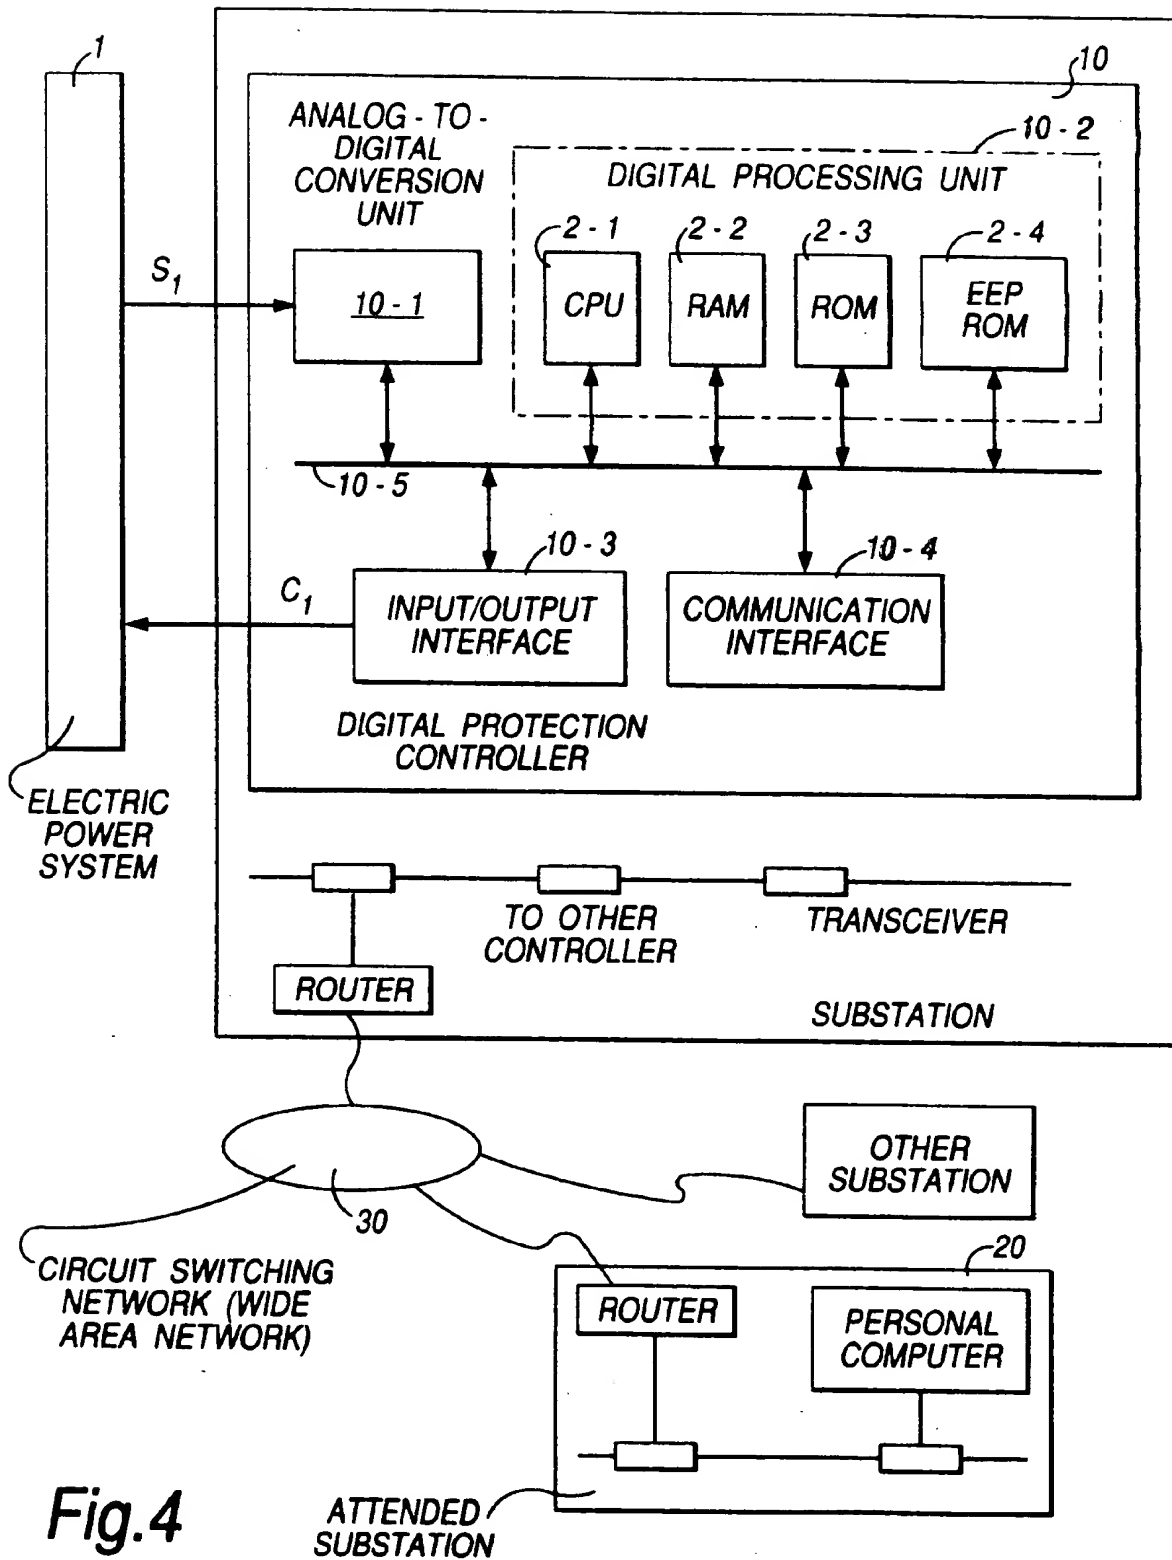 1
10
ANALOG - TO -
DIGITAL
CONVERSION
UNIT
10 - 2
DIGITAL PROCESSING UNIT
2 - 1
2 - 2
2 - 3
2 - 4
S1
10 - 1
CPU
RAM
ROM
EEP
ROM
10 - 5
10 - 3
10 - 4
C1
INPUT/OUTPUT
INTERFACE
COMMUNICATION
INTERFACE
DIGITAL PROTECTION
CONTROLLER
ELECTRIC
POWER
SYSTEM
TO OTHER
CONTROLLER
TRANSCEIVER
ROUTER
SUBSTATION
OTHER
SUBSTATION
30
CIRCUIT SWITCHING
NETWORK (WIDE
AREA NETWORK)
20
ROUTER
PERSONAL
COMPUTER
ATTENDED
SUBSTATION
Fig.4